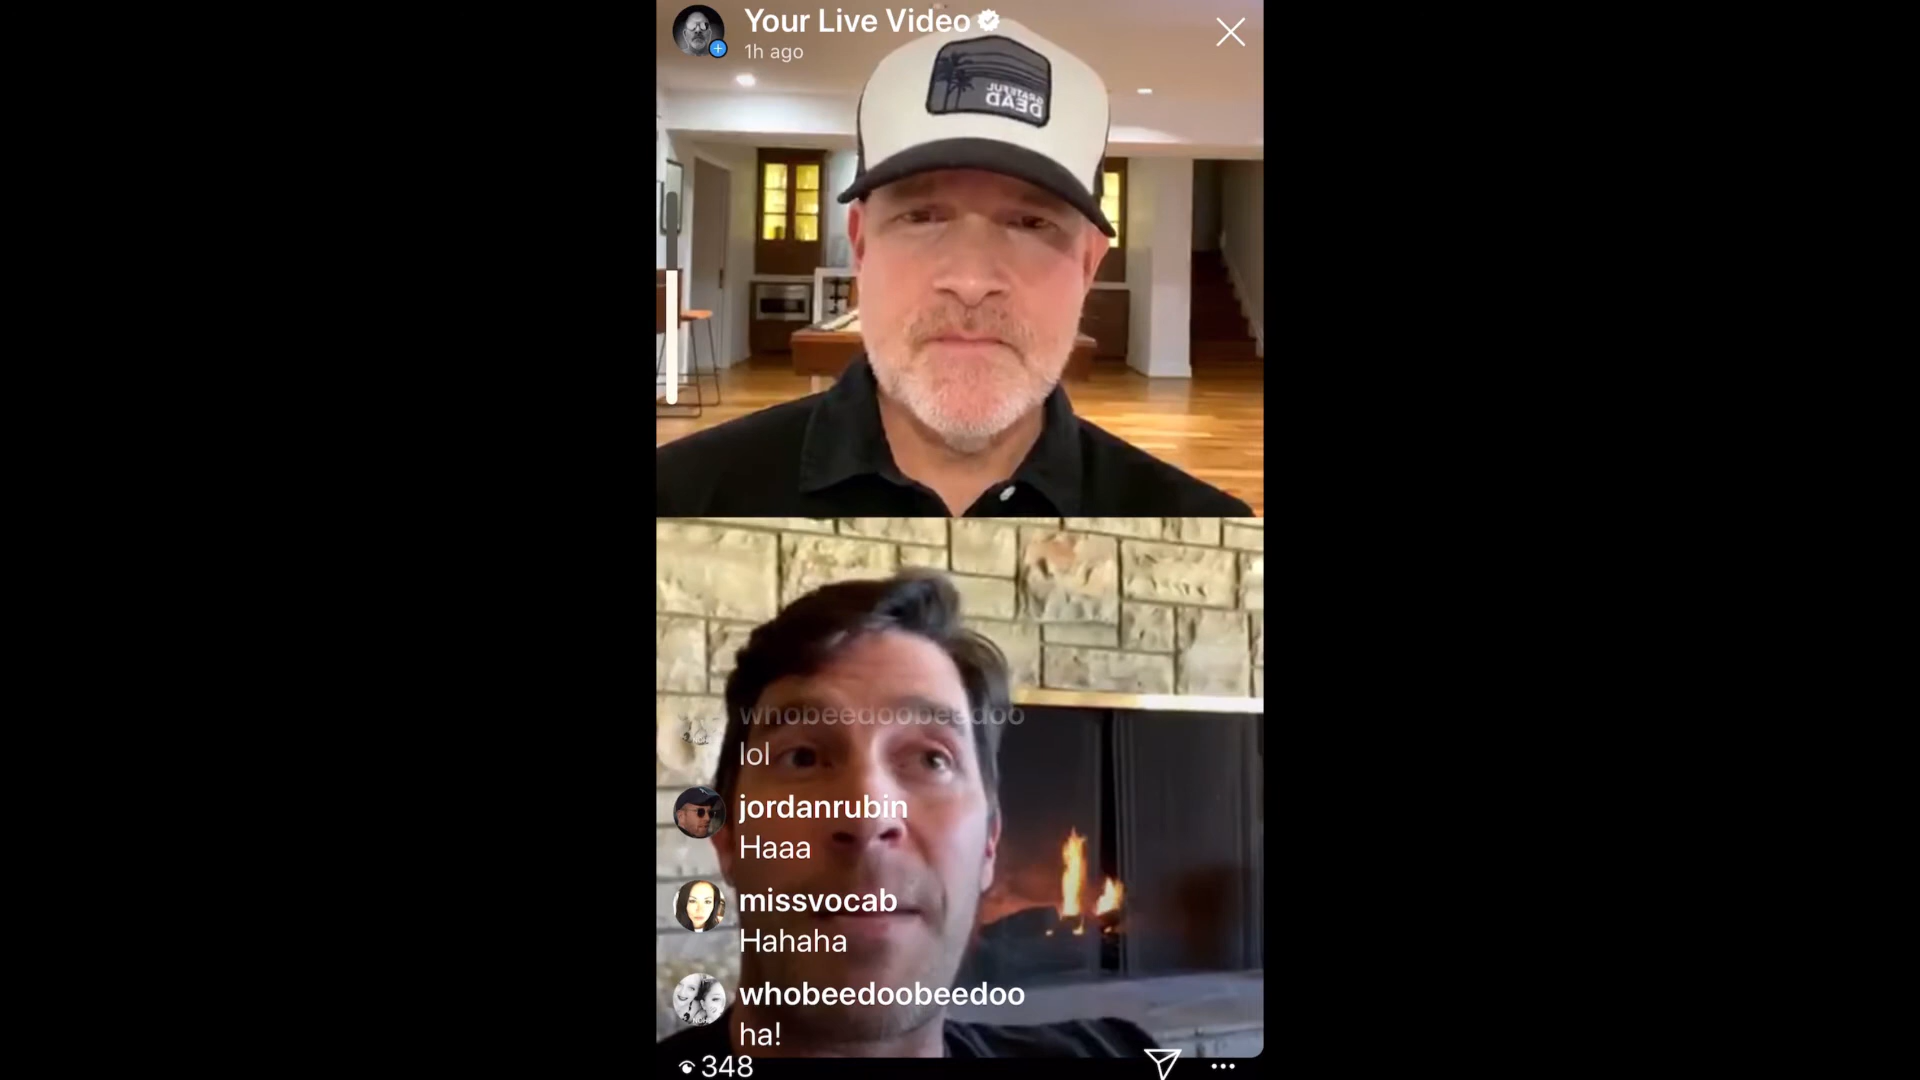 Your Live Video
1h ago
GRATEFUL
DEAD
whobeedoobeedoo
lol
jordanrubin
Haaa
missvocab
Hahaha
whobeedoobeedoo
ha!
348